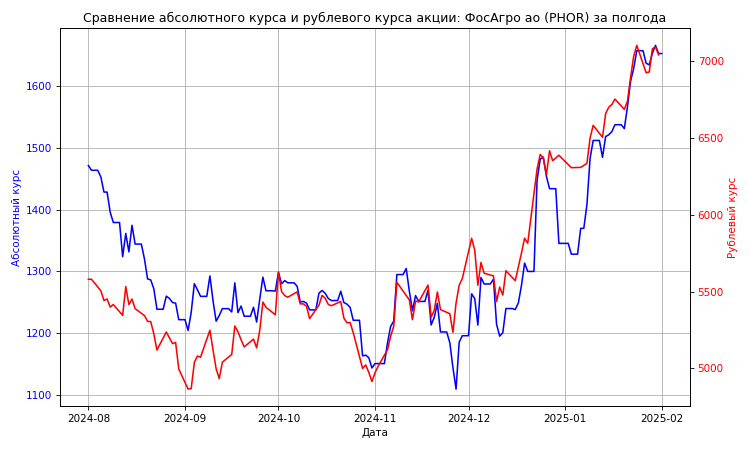 Сравнение абсолютного курса и рублевого курса акции: ФосАгро ао (PHOR) за полгода
1600
1500
1400
1300
1200
1100
Абсолютный курс
7000
6500
6000
5500
5000
Рублевый курс
2024-08 2024-09 2024-10 2024-11 2024-12 2025-01 2025-02
Дата